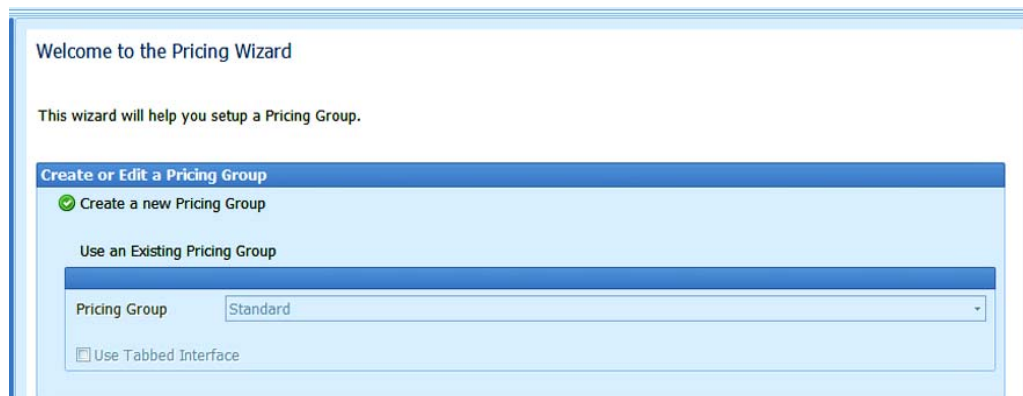 Welcome to the Pricing Wizard
This wizard will help you setup a Pricing Group.
Create or Edit a Pricing Group
Create a new Pricing Group
Use an Existing Pricing Group
Pricing Group Standard
Use Tabbed Interface